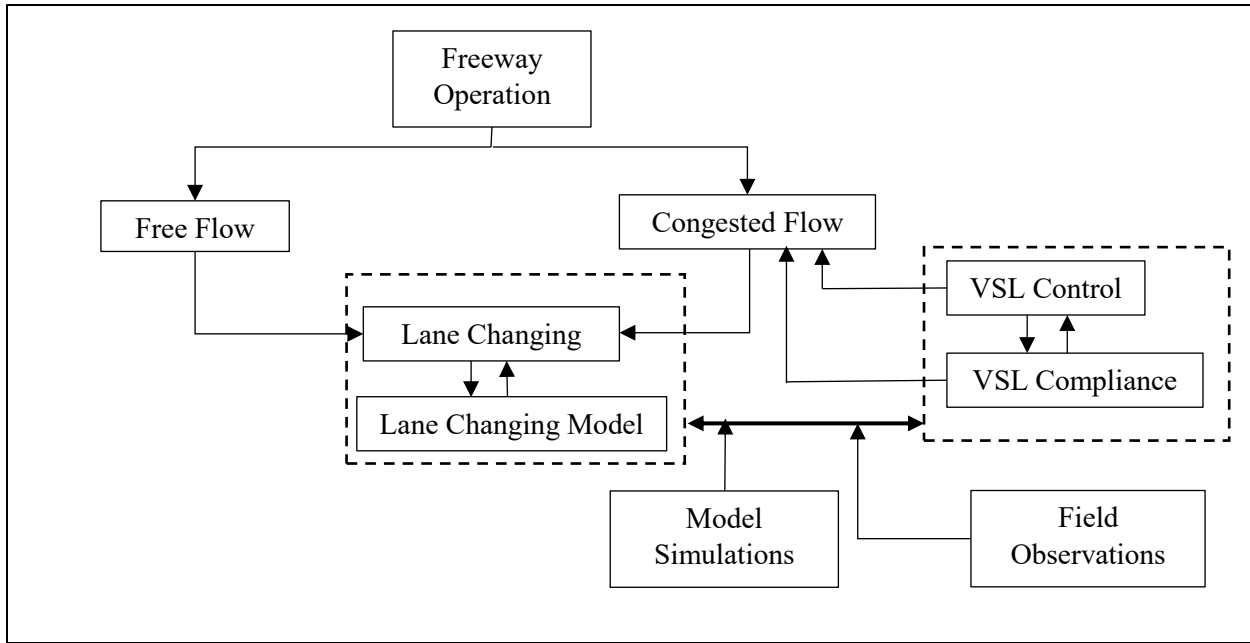 Freeway
Operation
Free Flow
Congested Flow
VSL Control
Lane Changing
VSL Compliance
Lane Changing Model
Model
Simulations
Field
Observations